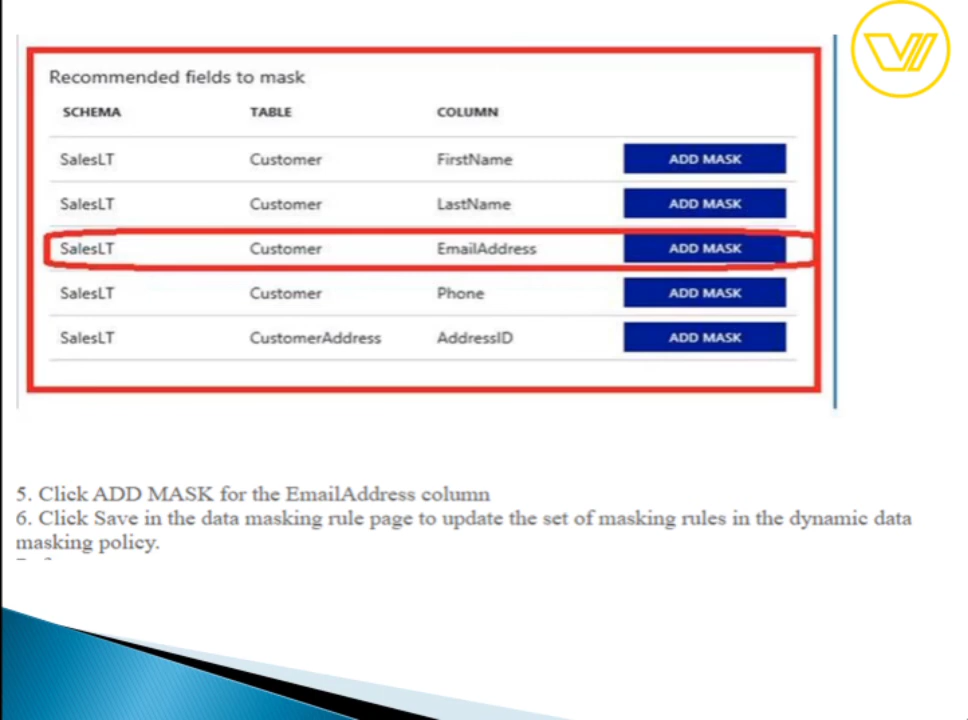 Recommended fields to mask
SCHEMA TABLE COLUMN
SalesLT Customer FirstName ADD MASK
SalesLT Customer LastName ADD MASK
SalesLT Customer EmailAddress ADD MASK
SalesLT Customer Phone ADD MASK
SalesLT CustomerAddress AddressID ADD MASK
5. Click ADD MASK for the EmailAddress column
6. Click Save in the data masking rule page to update the set of masking rules in the dynamic data
masking policy.